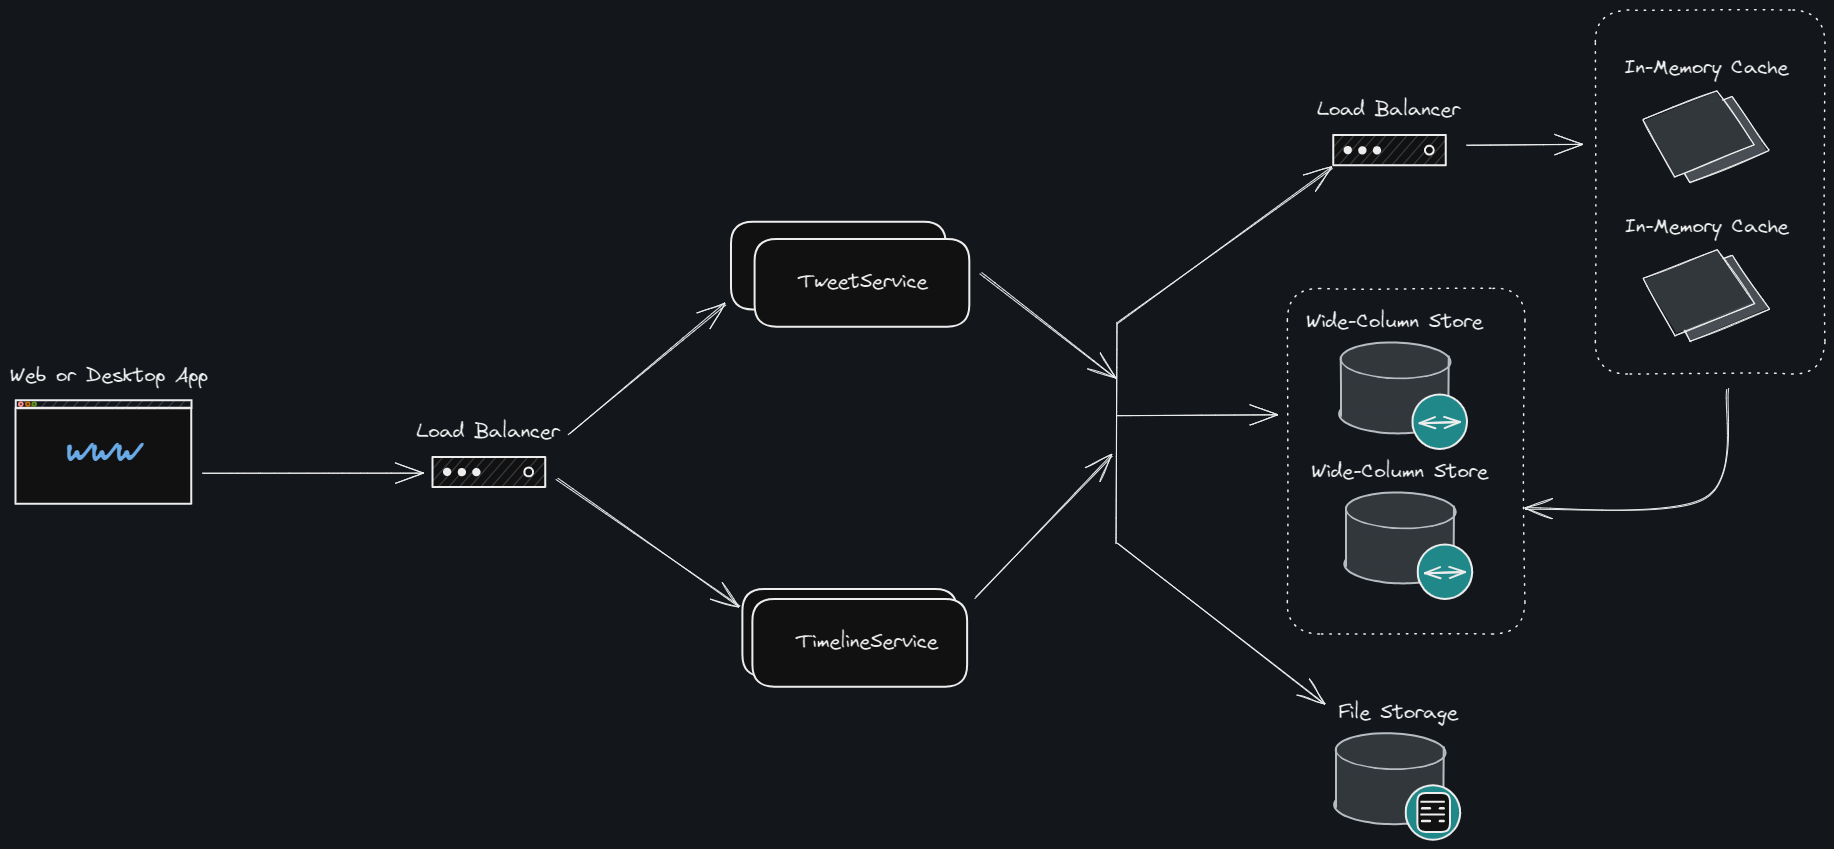 Web or Desktop App
www
Load Balancer
TweetService
TimelineService
Load Balancer
In-Memory Cache
In-Memory Cache
Wide-Column Store
Wide-Column Store
File Storage